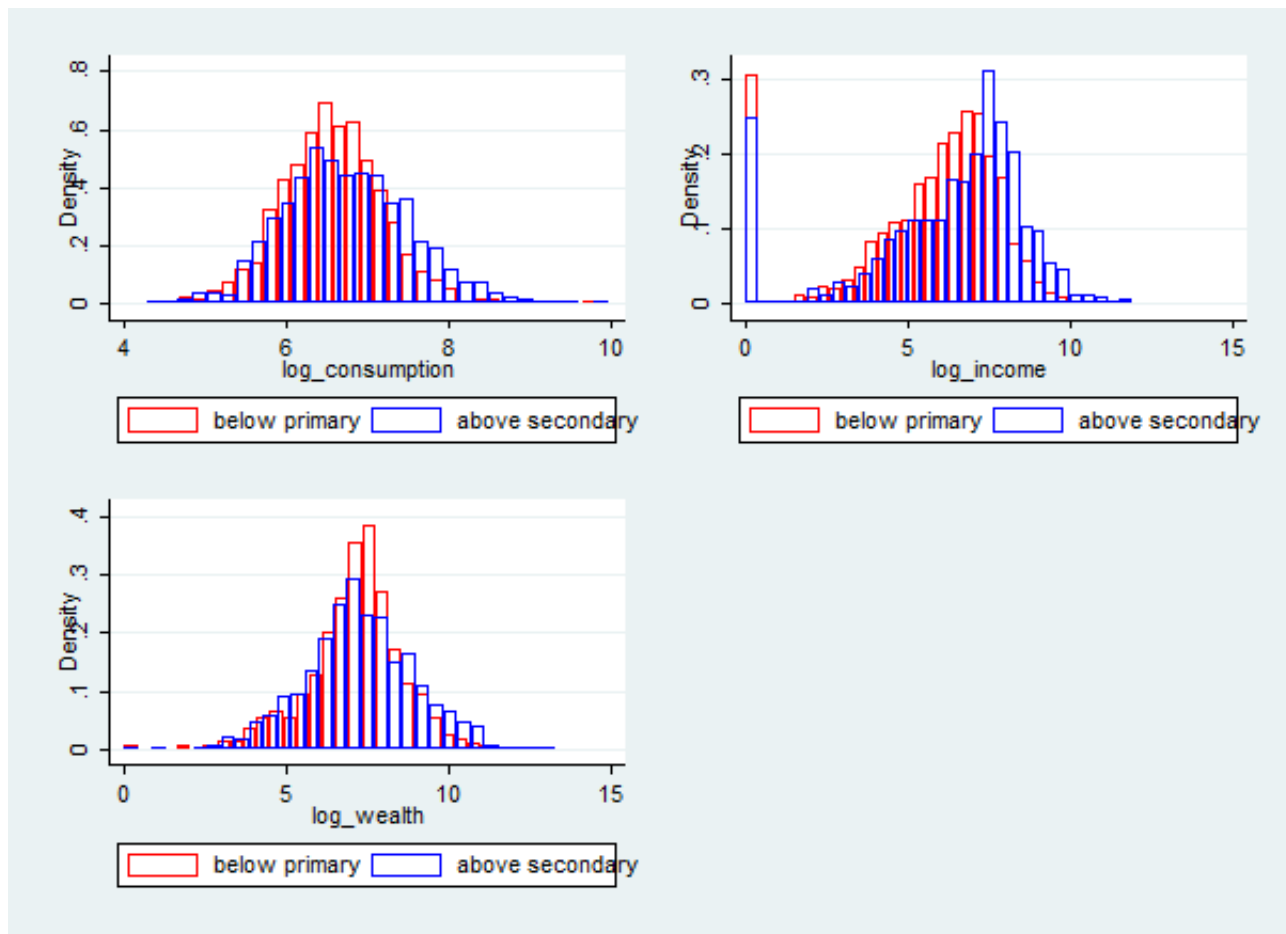 Density
0 .2 .4 .6 .8
4 6 8 10
log_consumption
below primary above secondary
Density
0 .1 .2 .3
0 5 10 15
log_income
below primary above secondary
Density
0 .1 .2 .3 .4
0 5 10 15
log_wealth
below primary above secondary